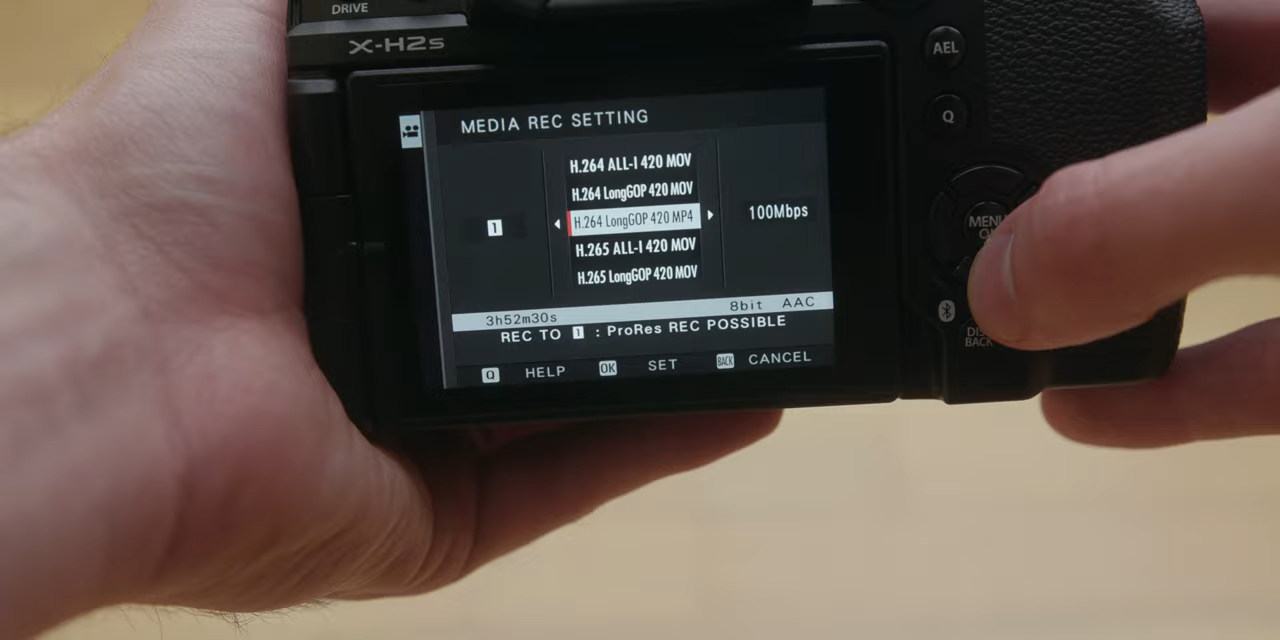 DRIVE
X-H2s
AEL
Q
MEDIA REC SETTING
H.264 ALL-I 420 MOV
H.264 LongGOP 420 MOV
1 H.264 LongGOP 420 MP4 100Mbps
H.265 ALL-I 420 MOV
H.265 LongGOP 420 MOV
3h52m30s 8bit AAC
REC TO 1 : ProRes REC POSSIBLE
Q HELP OK SET BACK CANCEL
MENU
BACK